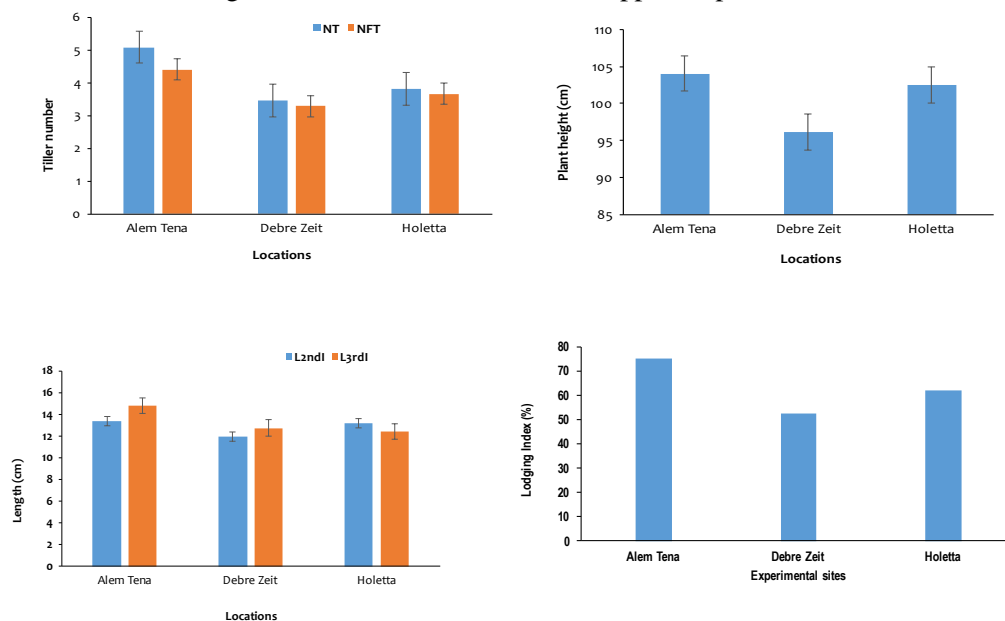 6
5
4
3
2
1
0
Tiller number
NT NFT
Alem Tena Debre Zeit Holetta
Locations
110
105
100
95
90
85
Plant height (cm)
Alem Tena Debre Zeit Holetta
Locations
18
16
14
12
10
8
6
4
2
0
Length (cm)
L2ndI L3rdI
Alem Tena Debre Zeit Holetta
Locations
80
70
60
50
40
30
20
10
0
Lodging Index (%)
Alem Tena Debre Zeit Holetta
Experimental sites